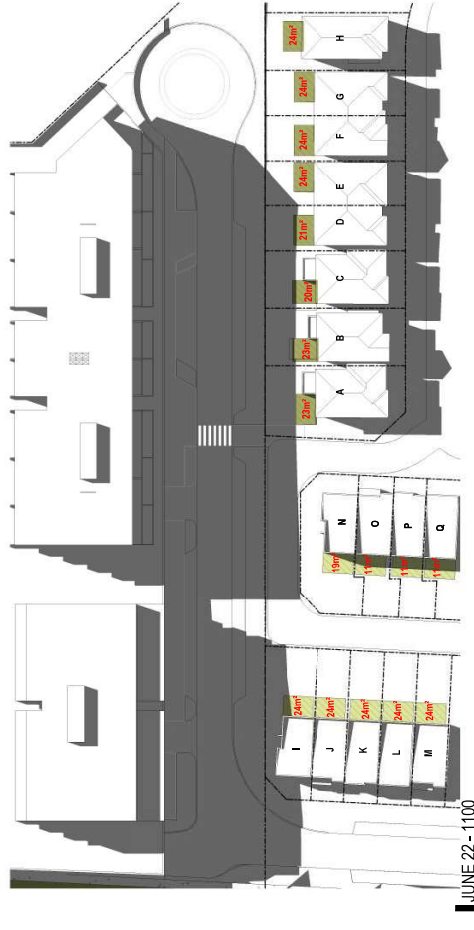 24m²
H
24m²
G
24m²
F
24m²
E
21m²
D
20m²
C
23m²
B
23m²
A
19m²
N
11m²
O
11m²
P
11m²
Q
24m²
I
24m²
J
24m²
K
24m²
L
24m²
M
JUNE 22 - 1100